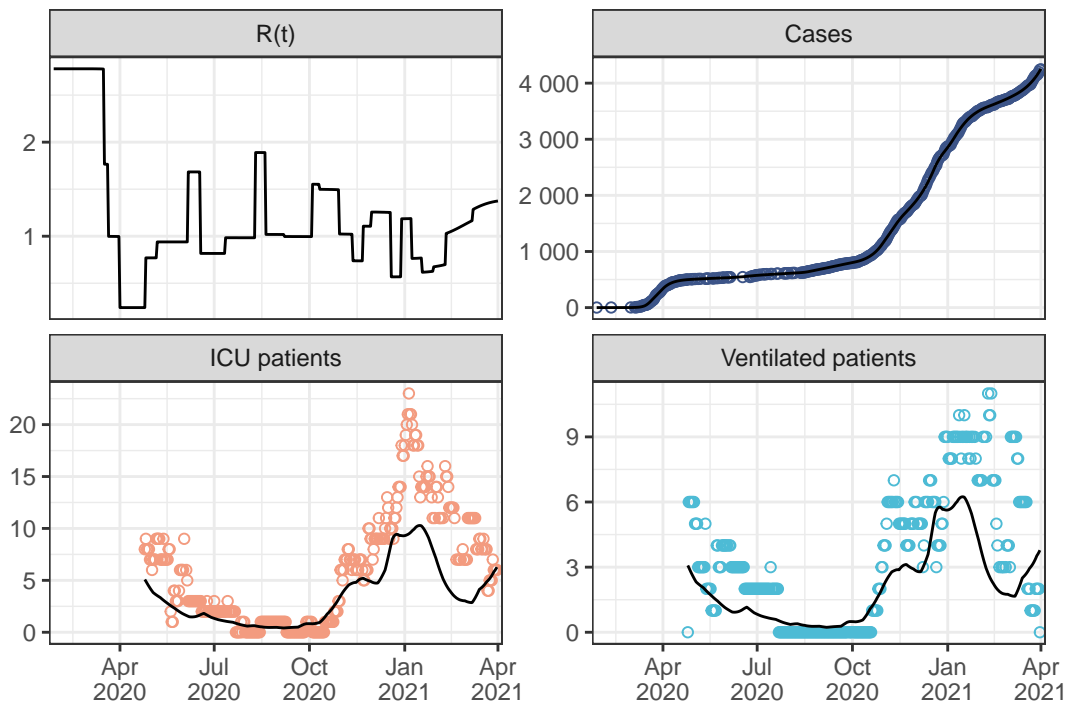 R(t)
Cases
2
1
4 000
3 000
2 000
1 000
0
ICU patients
Ventilated patients
20
15
10
5
0
9
6
3
0
Apr Jul Oct Jan Apr
2020 2020 2020 2021 2021
Apr Jul Oct Jan Apr
2020 2020 2020 2021 2021